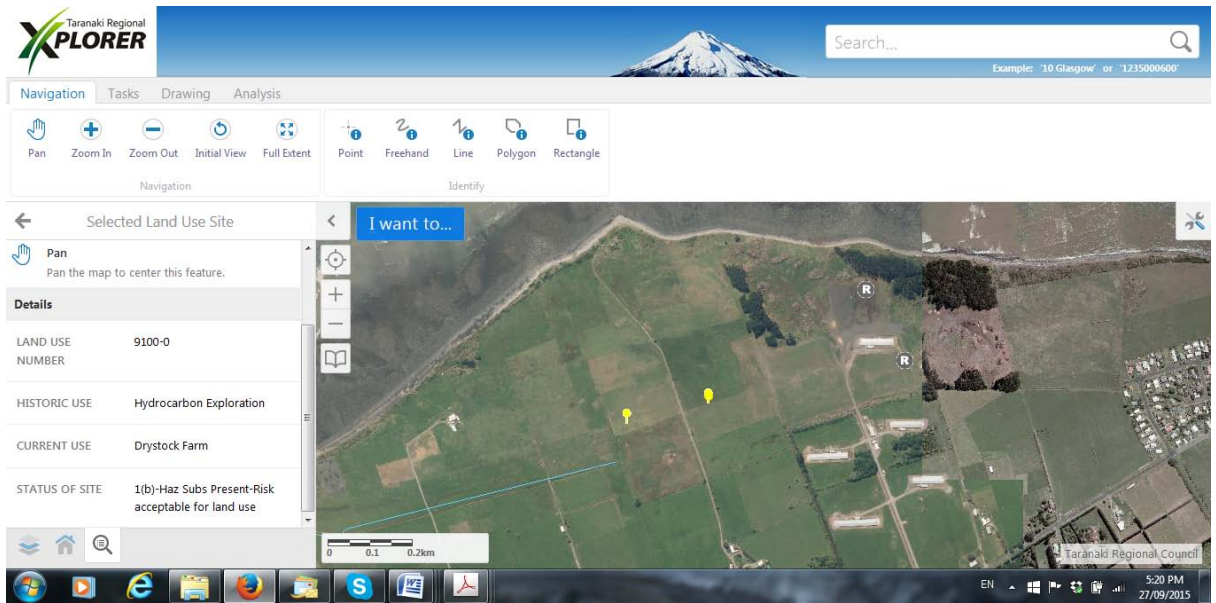 Taranaki Regional
XPLORER
Search...
Example: '10 Glasgow' or '1235000600'
Navigation Tasks Drawing Analysis
Pan Zoom In Zoom Out Initial View Full Extent Point Freehand Line Polygon Rectangle
Navigation Identify
Selected Land Use Site
I want to...
Pan
Pan the map to center this feature.
Details
LAND USE NUMBER 9100-0
HISTORIC USE Hydrocarbon Exploration
CURRENT USE Drystock Farm
STATUS OF SITE 1(b)-Haz Subs Present-Risk
acceptable for land use
R
R
0 0.1 0.2km
Taranaki Regional Council
EN 5:20 PM
27/09/2015